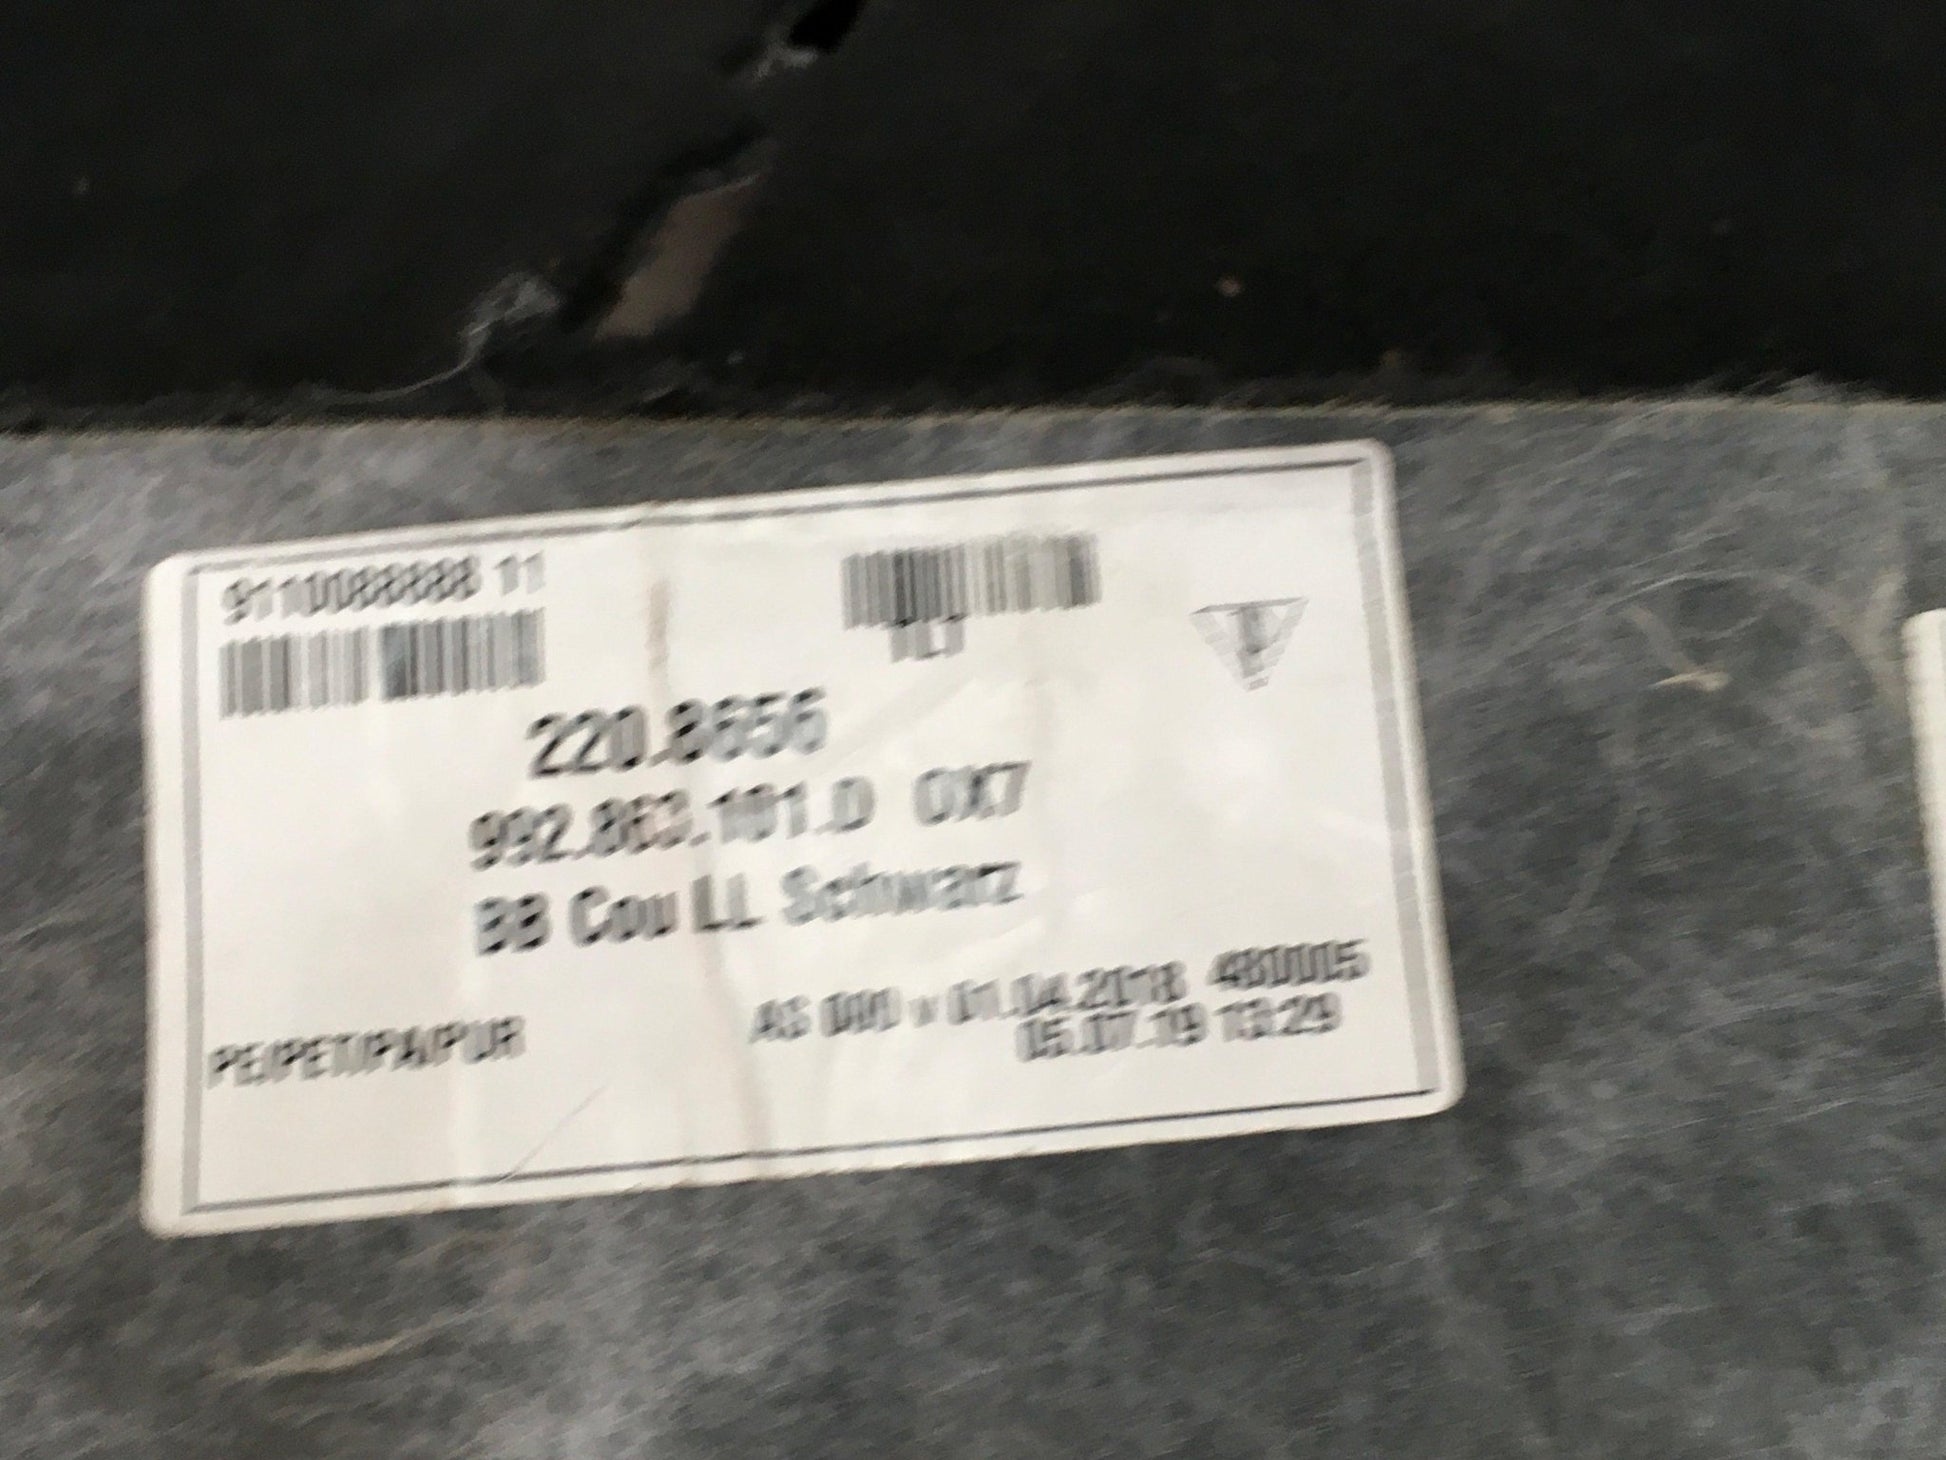 9110088888 11
220.8656
992.863.101.D OX7
BB Cou LL Schwarz
AS 000 v 01.04.2018 480005
PE/PET/PA/PUR
05.07.19 13:29